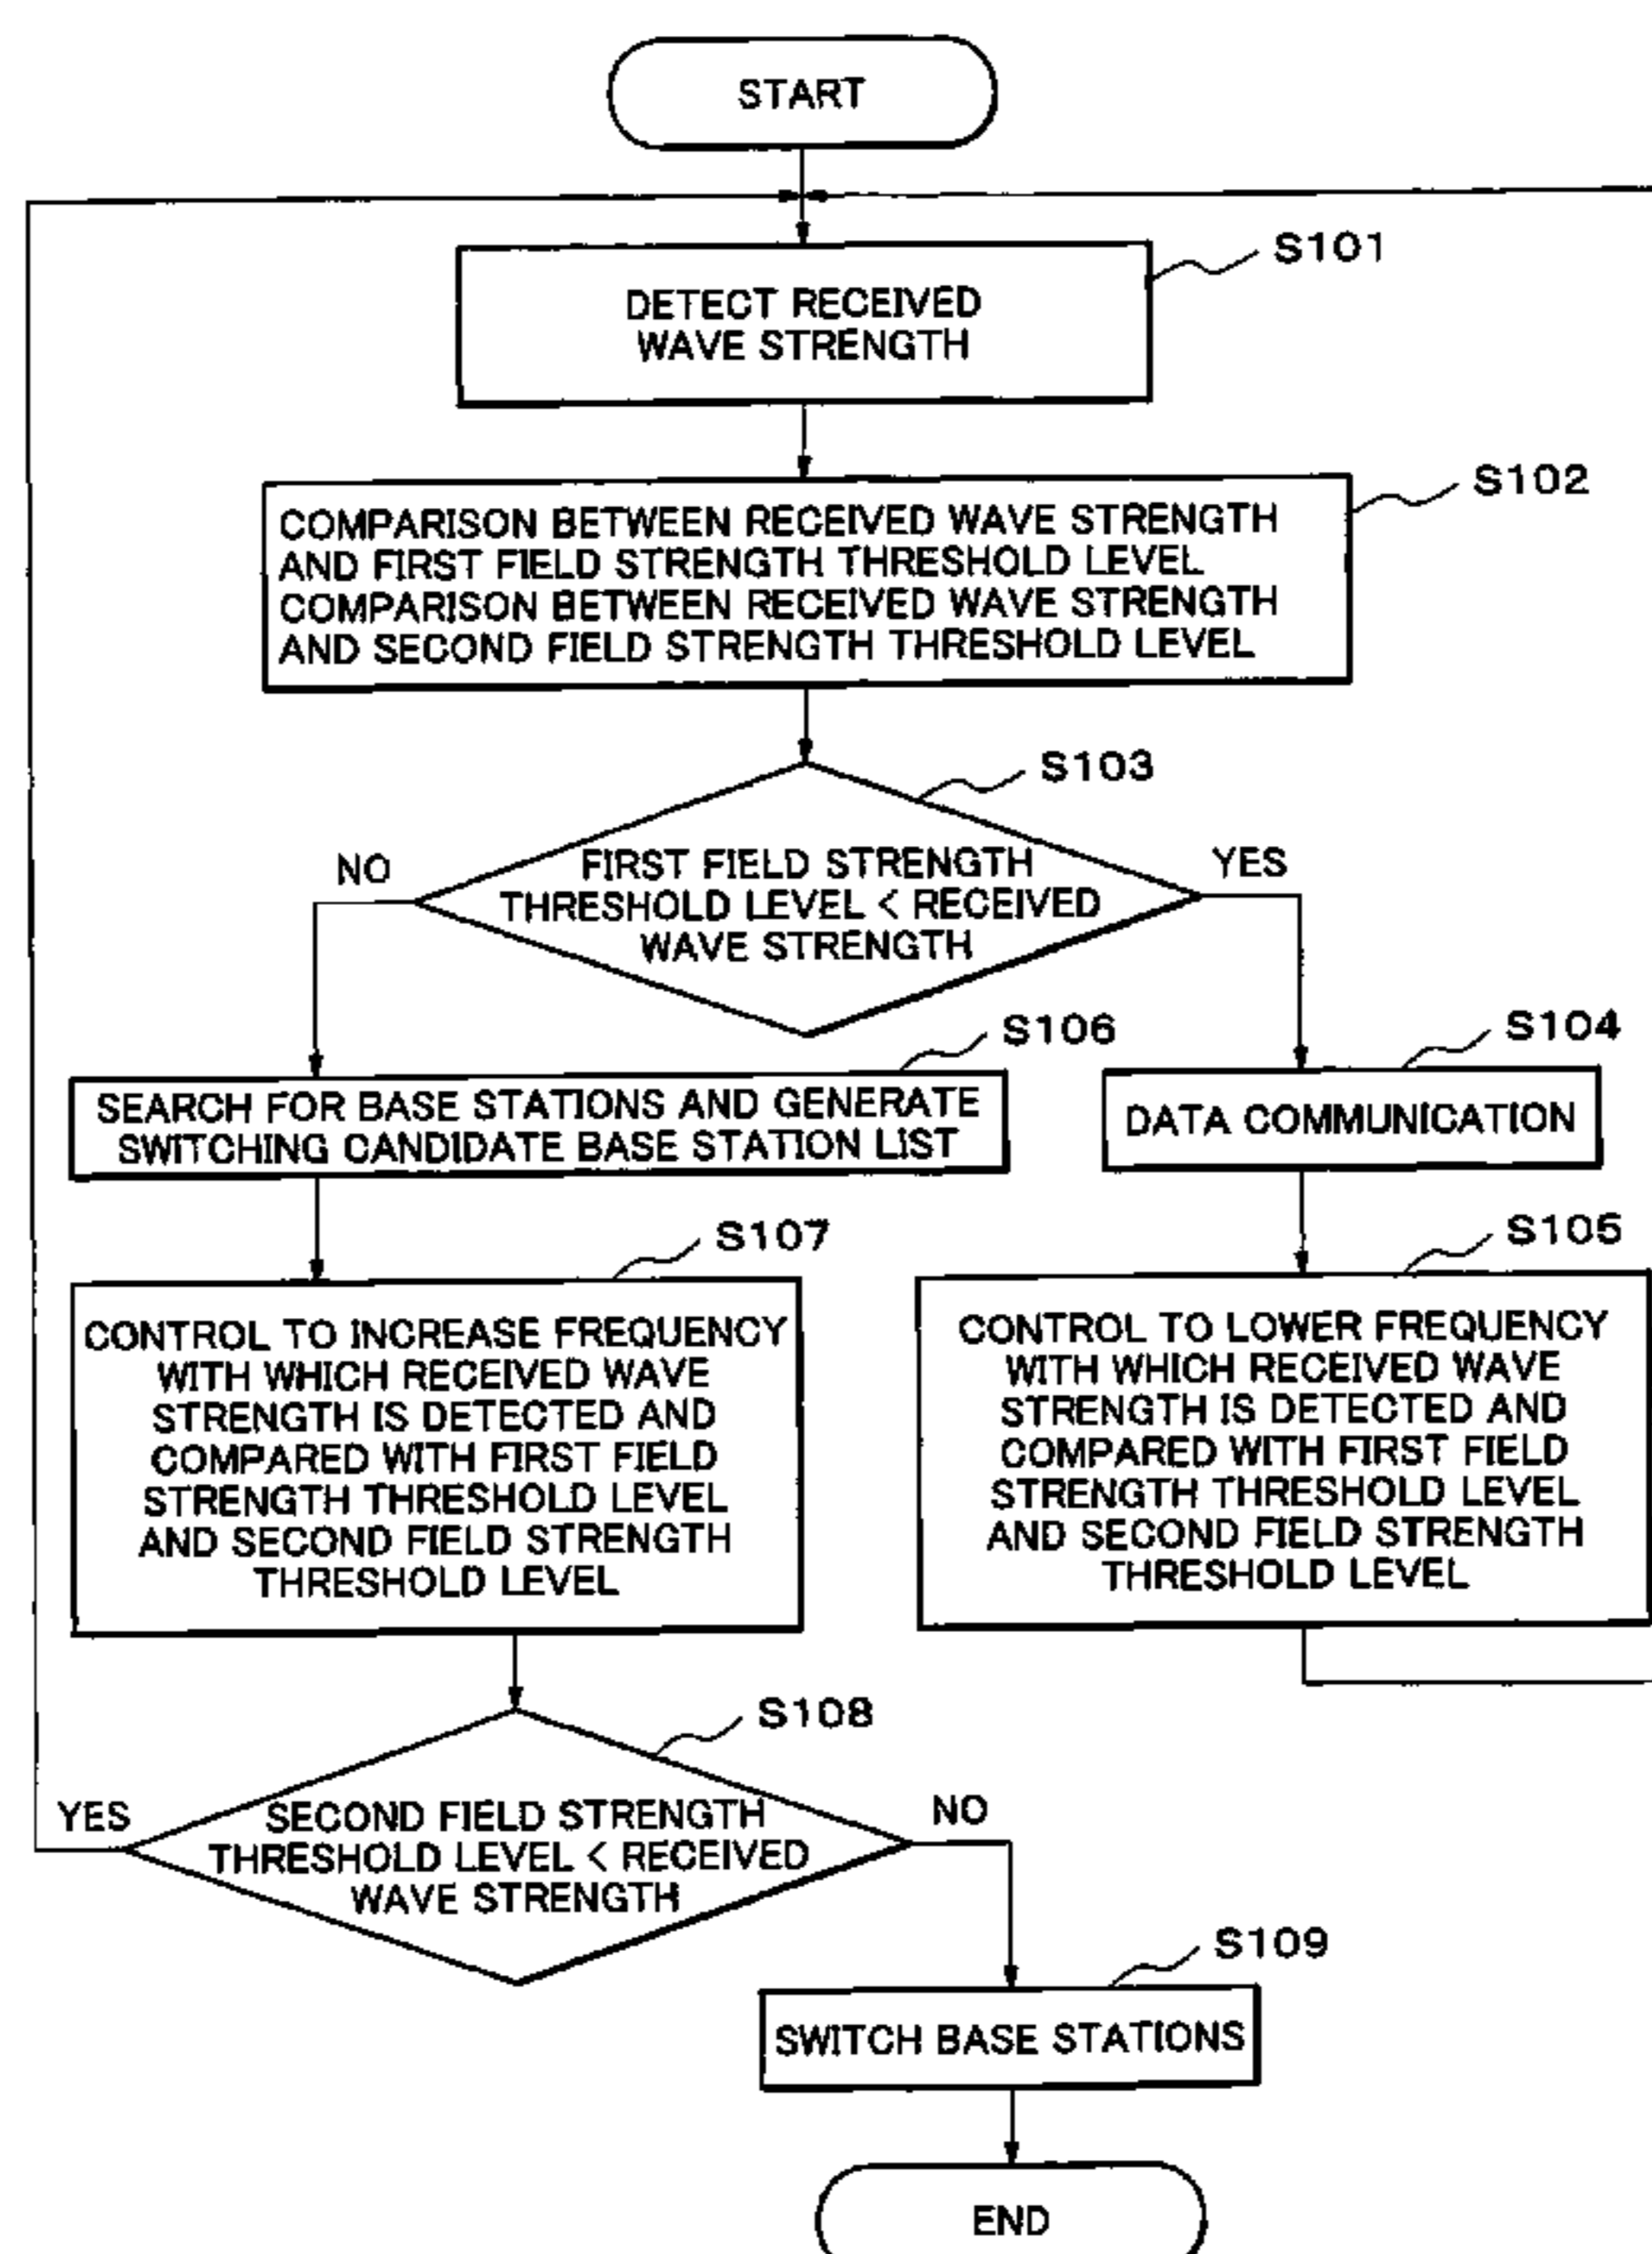 START
S101
DETECT RECEIVED
WAVE STRENGTH
S102
COMPARISON BETWEEN RECEIVED WAVE STRENGTH
AND FIRST FIELD STRENGTH THRESHOLD LEVEL
COMPARISON BETWEEN RECEIVED WAVE STRENGTH
AND SECOND FIELD STRENGTH THRESHOLD LEVEL
S103
NO
FIRST FIELD STRENGTH
THRESHOLD LEVEL < RECEIVED
WAVE STRENGTH
YES
S106
SEARCH FOR BASE STATIONS AND GENERATE
SWITCHING CANDIDATE BASE STATION LIST
S104
DATA COMMUNICATION
S107
CONTROL TO INCREASE FREQUENCY
WITH WHICH RECEIVED WAVE
STRENGTH IS DETECTED AND
COMPARED WITH FIRST FIELD
STRENGTH THRESHOLD LEVEL
AND SECOND FIELD STRENGTH
THRESHOLD LEVEL
S105
CONTROL TO LOWER FREQUENCY
WITH WHICH RECEIVED WAVE
STRENGTH IS DETECTED AND
COMPARED WITH FIRST FIELD
STRENGTH THRESHOLD LEVEL
AND SECOND FIELD STRENGTH
THRESHOLD LEVEL
S108
YES
SECOND FIELD STRENGTH
THRESHOLD LEVEL < RECEIVED
WAVE STRENGTH
NO
S109
SWITCH BASE STATIONS
END